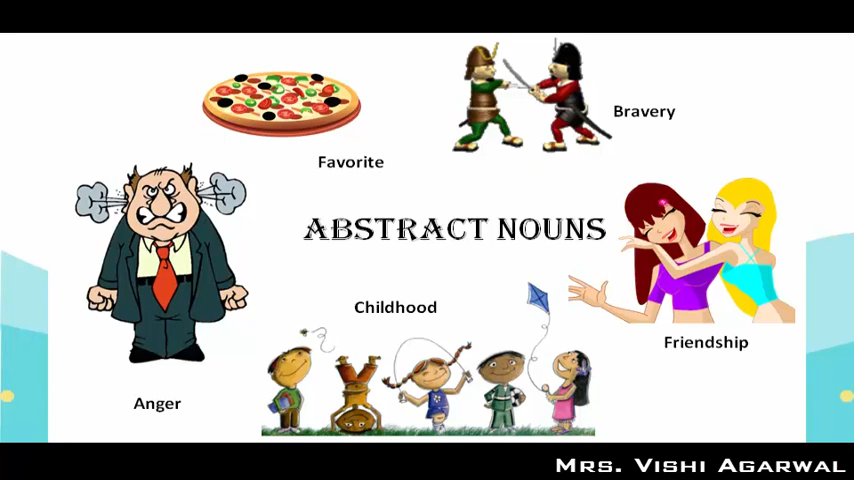 Bravery
Favorite
ABSTRACT NOUNS
Childhood
Friendship
Anger
MRS. VISHI AGARWAL